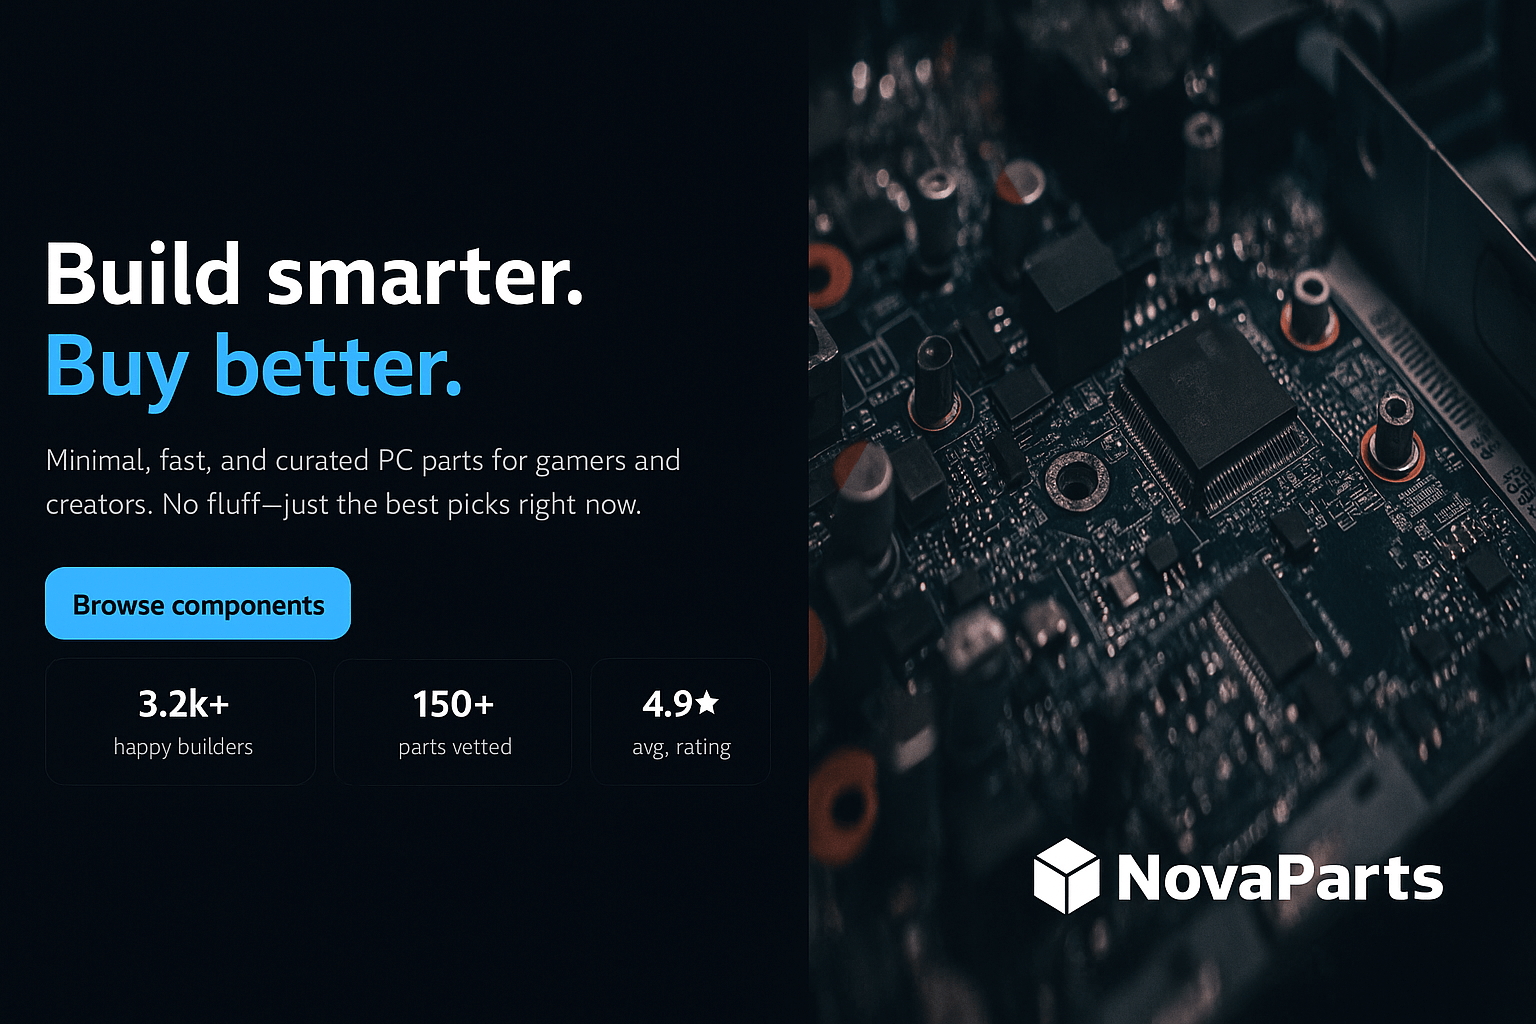 Build smarter.
Buy better.
Minimal, fast, and curated PC parts for gamers and
creators. No fluff—just the best picks right now.
Browse components
3.2k+
happy builders
150+
parts vetted
4.9★
avg, rating
NovaParts